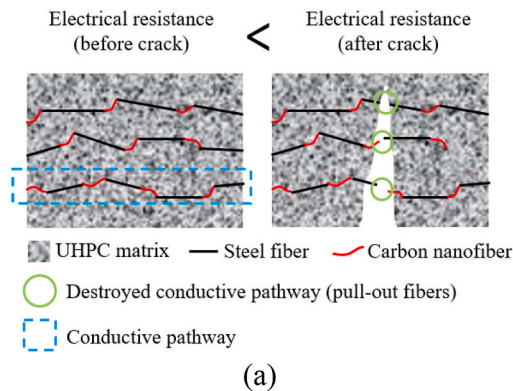 Electrical resistance
(before crack)
<
Electrical resistance
(after crack)
UHPC matrix
Steel fiber
Carbon nanofiber
Destroyed conductive pathway (pull-out fibers)
Conductive pathway
(a)